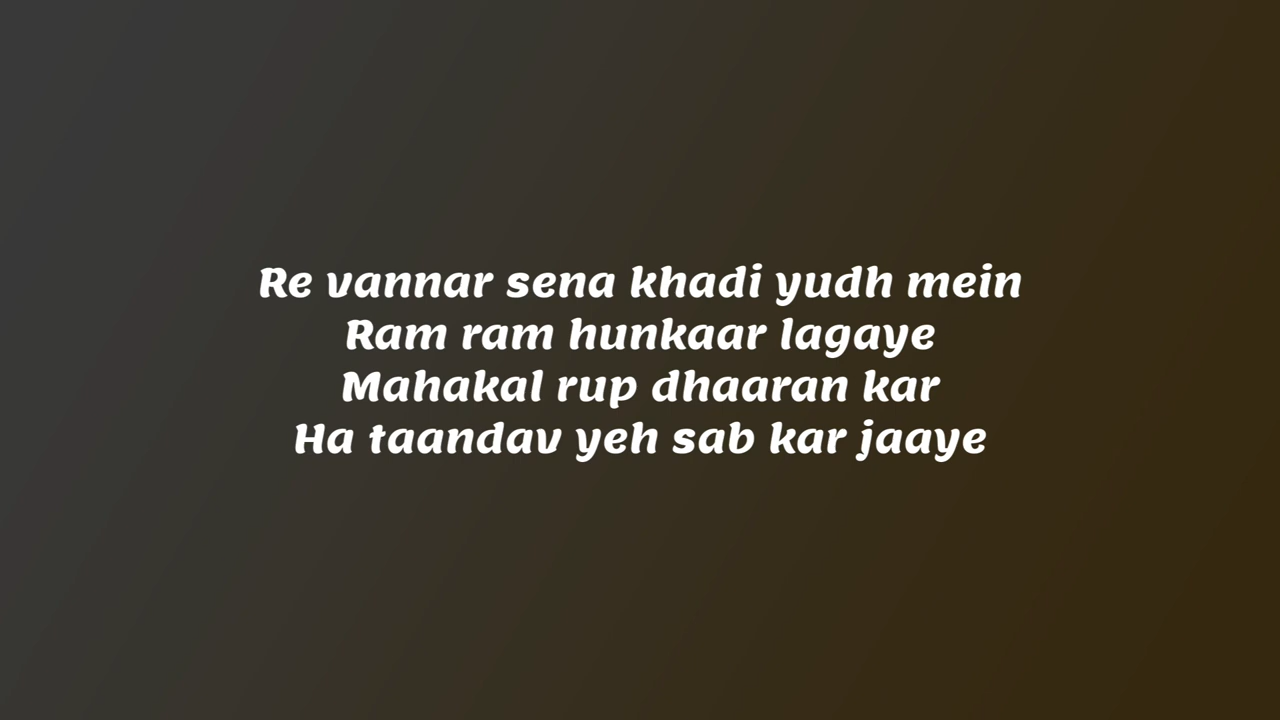 Re vannar sena khadi yudh mein
Ram ram hunkaar lagaye
Mahakal rup dhaaran kar
Ha taandav yeh sab kar jaaye